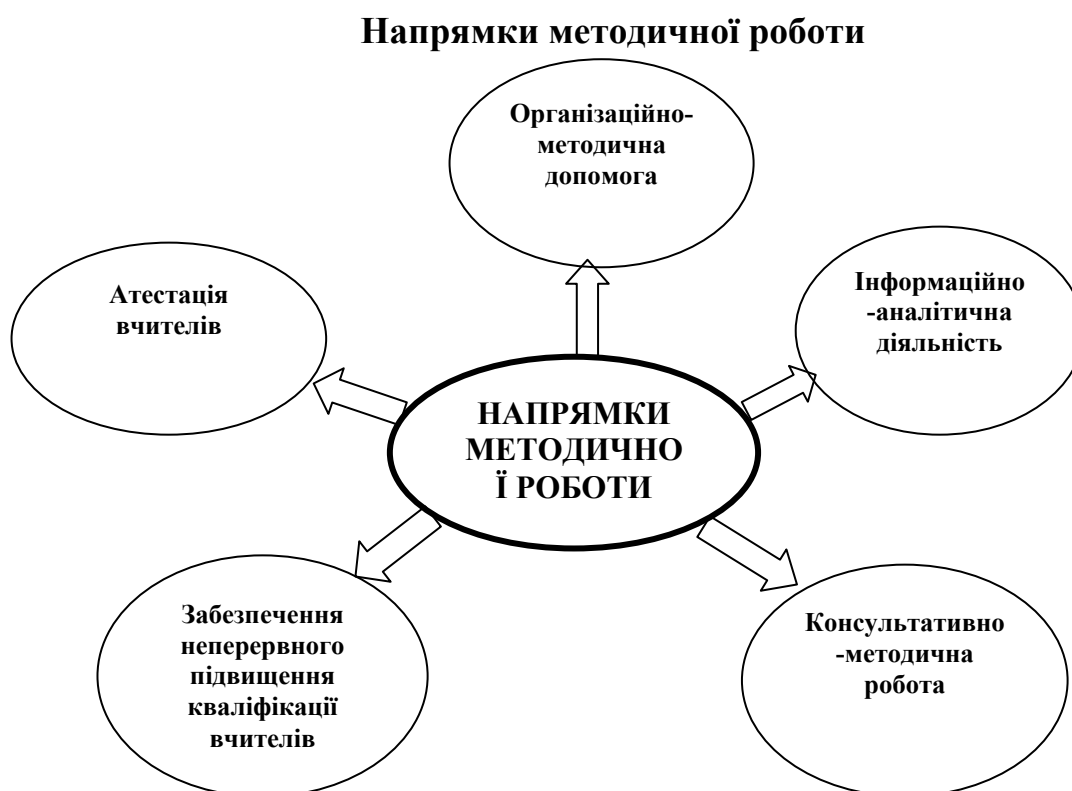 Напрямки методичної роботи
Організаційно-
методична
допомога
Атестація
вчителів
Інформаційно
-аналітична
діяльність
НАПРЯМКИ
МЕТОДИЧНО
Ї РОБОТИ
Забезпечення
неперервного
підвищення
кваліфікації
вчителів
Консультативно
-методична
робота